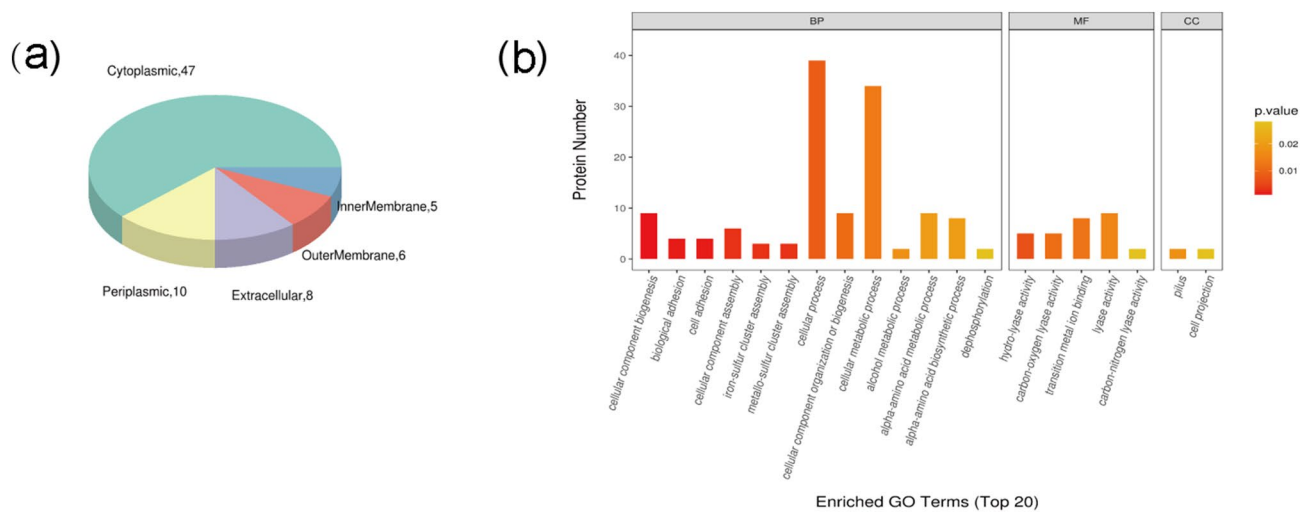 (a)
Cytoplasmic,47
InnerMembrane,5
OuterMembrane,6
Extracellular,8
Periplasmic,10
(b)
BP
MF
CC
Protein Number
40
30
20
10
0
cellular component biogenesis
biological adhesion
cell adhesion
cellular component assembly
iron-sulfur cluster assembly
metallo-sulfur cluster assembly
cellular process
cellular component organization or biogenesis
cellular metabolic process
alcohol metabolic process
alpha-amino acid metabolic process
alpha-amino acid biosynthetic process
dephosphorylation
hydro-lyase activity
carbon-oxygen lyase activity
transition metal ion binding
lyase activity
carbon-nitrogen lyase activity
pilus
cell projection
Enriched GO Terms (Top 20)
p.value
0.02
0.01